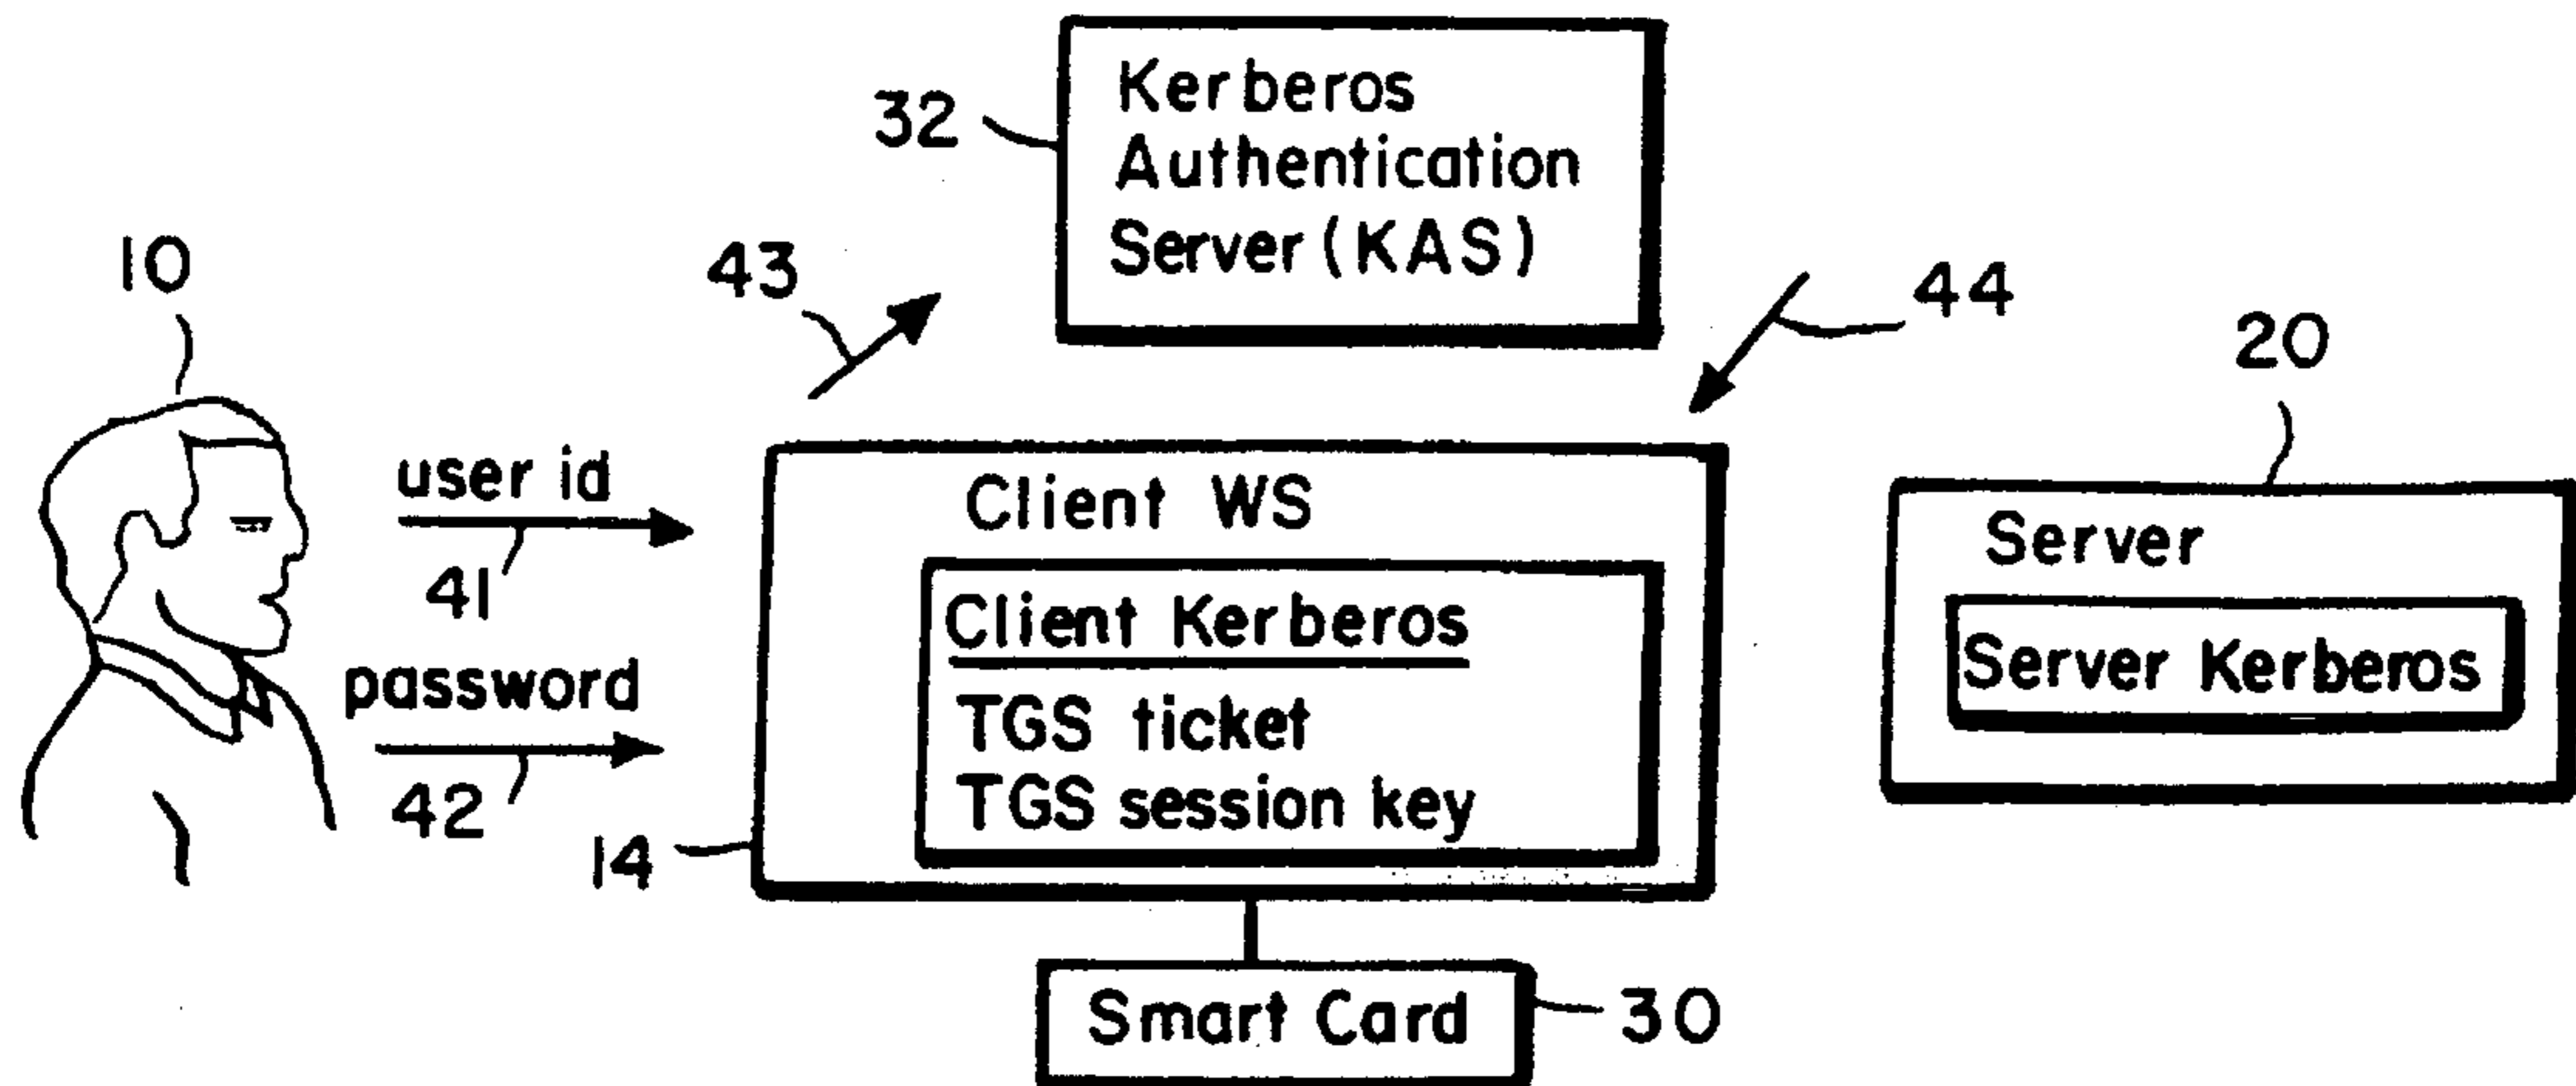 32
Kerberos
Authentication
Server (KAS)
10
43
44
20
user id
41
password
42
14
Client WS
Client Kerberos
TGS ticket
TGS session key
Server
Server Kerberos
Smart Card
30